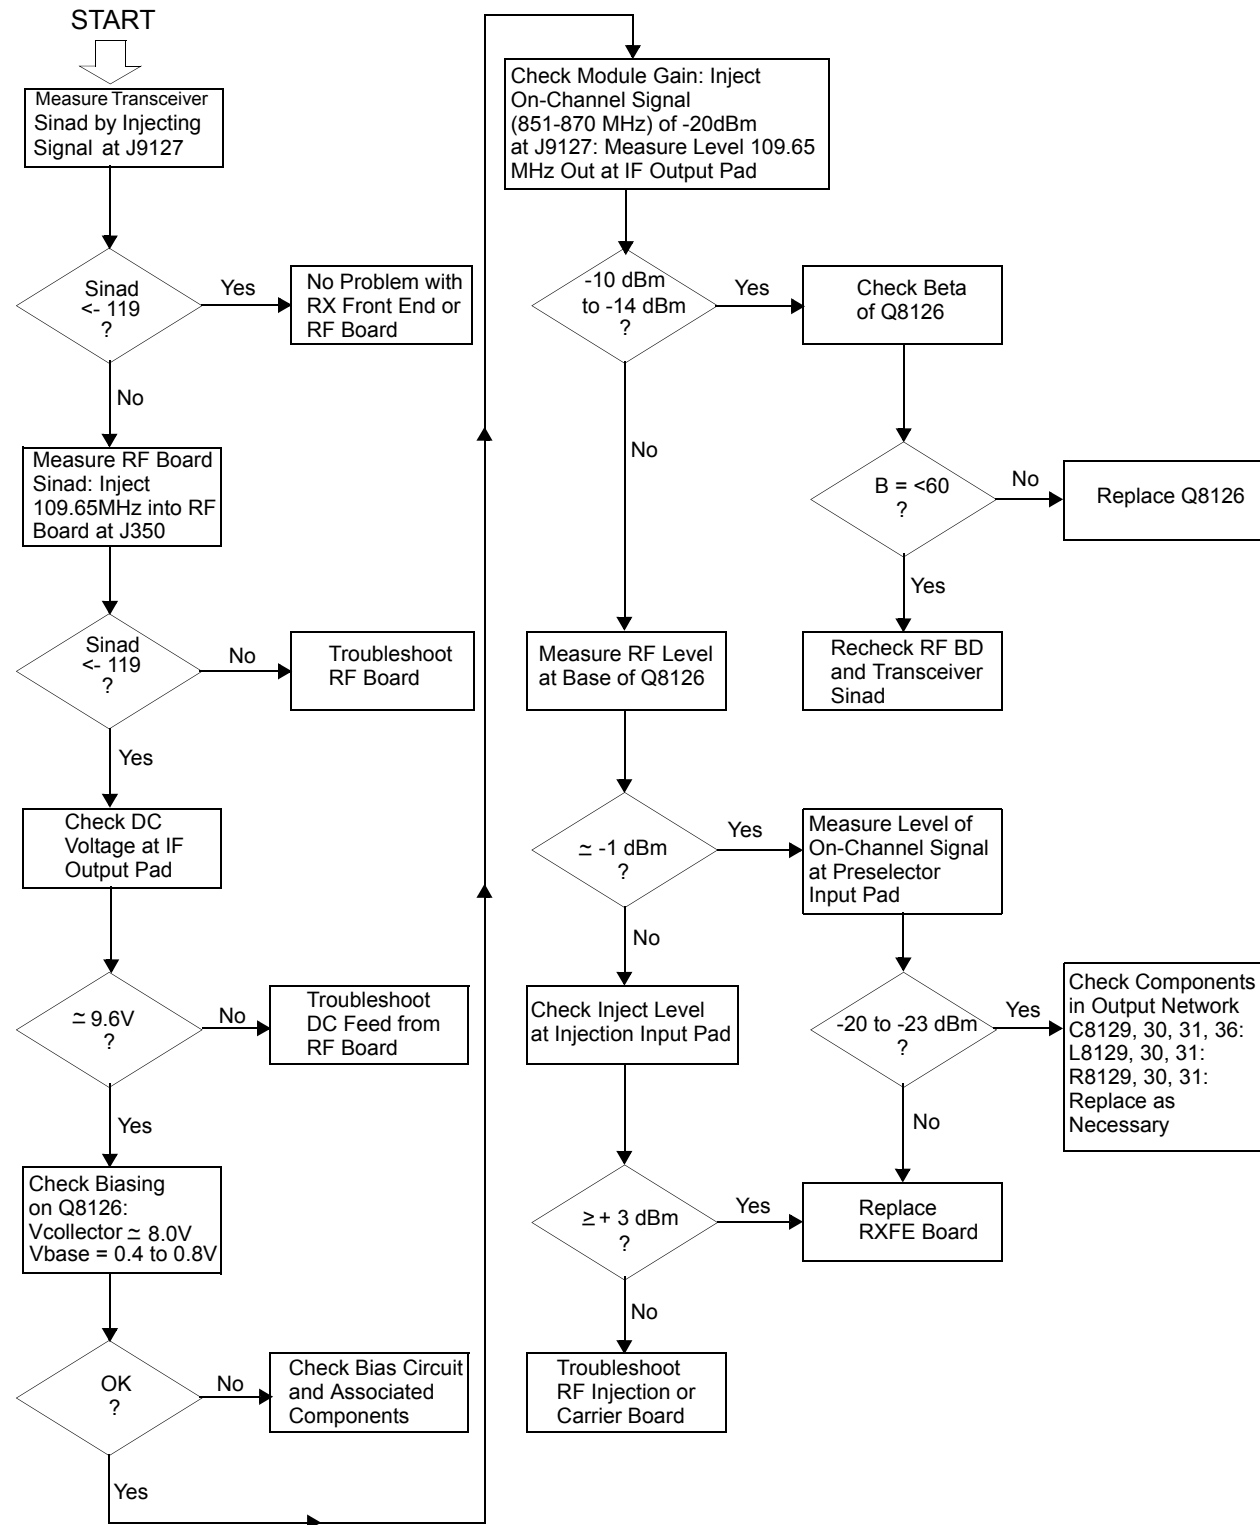 START
Measure Transceiver
Sinad by Injecting
Signal at J9127
Sinad
<- 119
?
Yes
No Problem with
RX Front End or
RF Board
No
Measure RF Board
Sinad: Inject
109.65MHz into RF
Board at J350
Sinad
<- 119
?
No
Troubleshoot
RF Board
Yes
Check DC
Voltage at IF
Output Pad
≃ 9.6V
?
No
Troubleshoot
DC Feed from
RF Board
Yes
Check Biasing
on Q8126:
Vcollector ≃ 8.0V
Vbase = 0.4 to 0.8V
OK
?
No
Check Bias Circuit
and Associated
Components
Yes
Check Module Gain: Inject
On-Channel Signal
(851-870 MHz) of -20dBm
at J9127: Measure Level 109.65
MHz Out at IF Output Pad
-10 dBm
to -14 dBm
?
Yes
Check Beta
of Q8126
B = <60
?
No
Replace Q8126
Yes
Recheck RF BD
and Transceiver
Sinad
No
Measure RF Level
at Base of Q8126
≃ -1 dBm
?
Yes
Measure Level of
On-Channel Signal
at Preselector
Input Pad
-20 to -23 dBm
?
Yes
Check Components
in Output Network
C8129, 30, 31, 36:
L8129, 30, 31:
R8129, 30, 31:
Replace as
Necessary
No
No
Check Inject Level
at Injection Input Pad
≥ + 3 dBm
?
Yes
Replace
RXFE Board
No
Troubleshoot
RF Injection or
Carrier Board